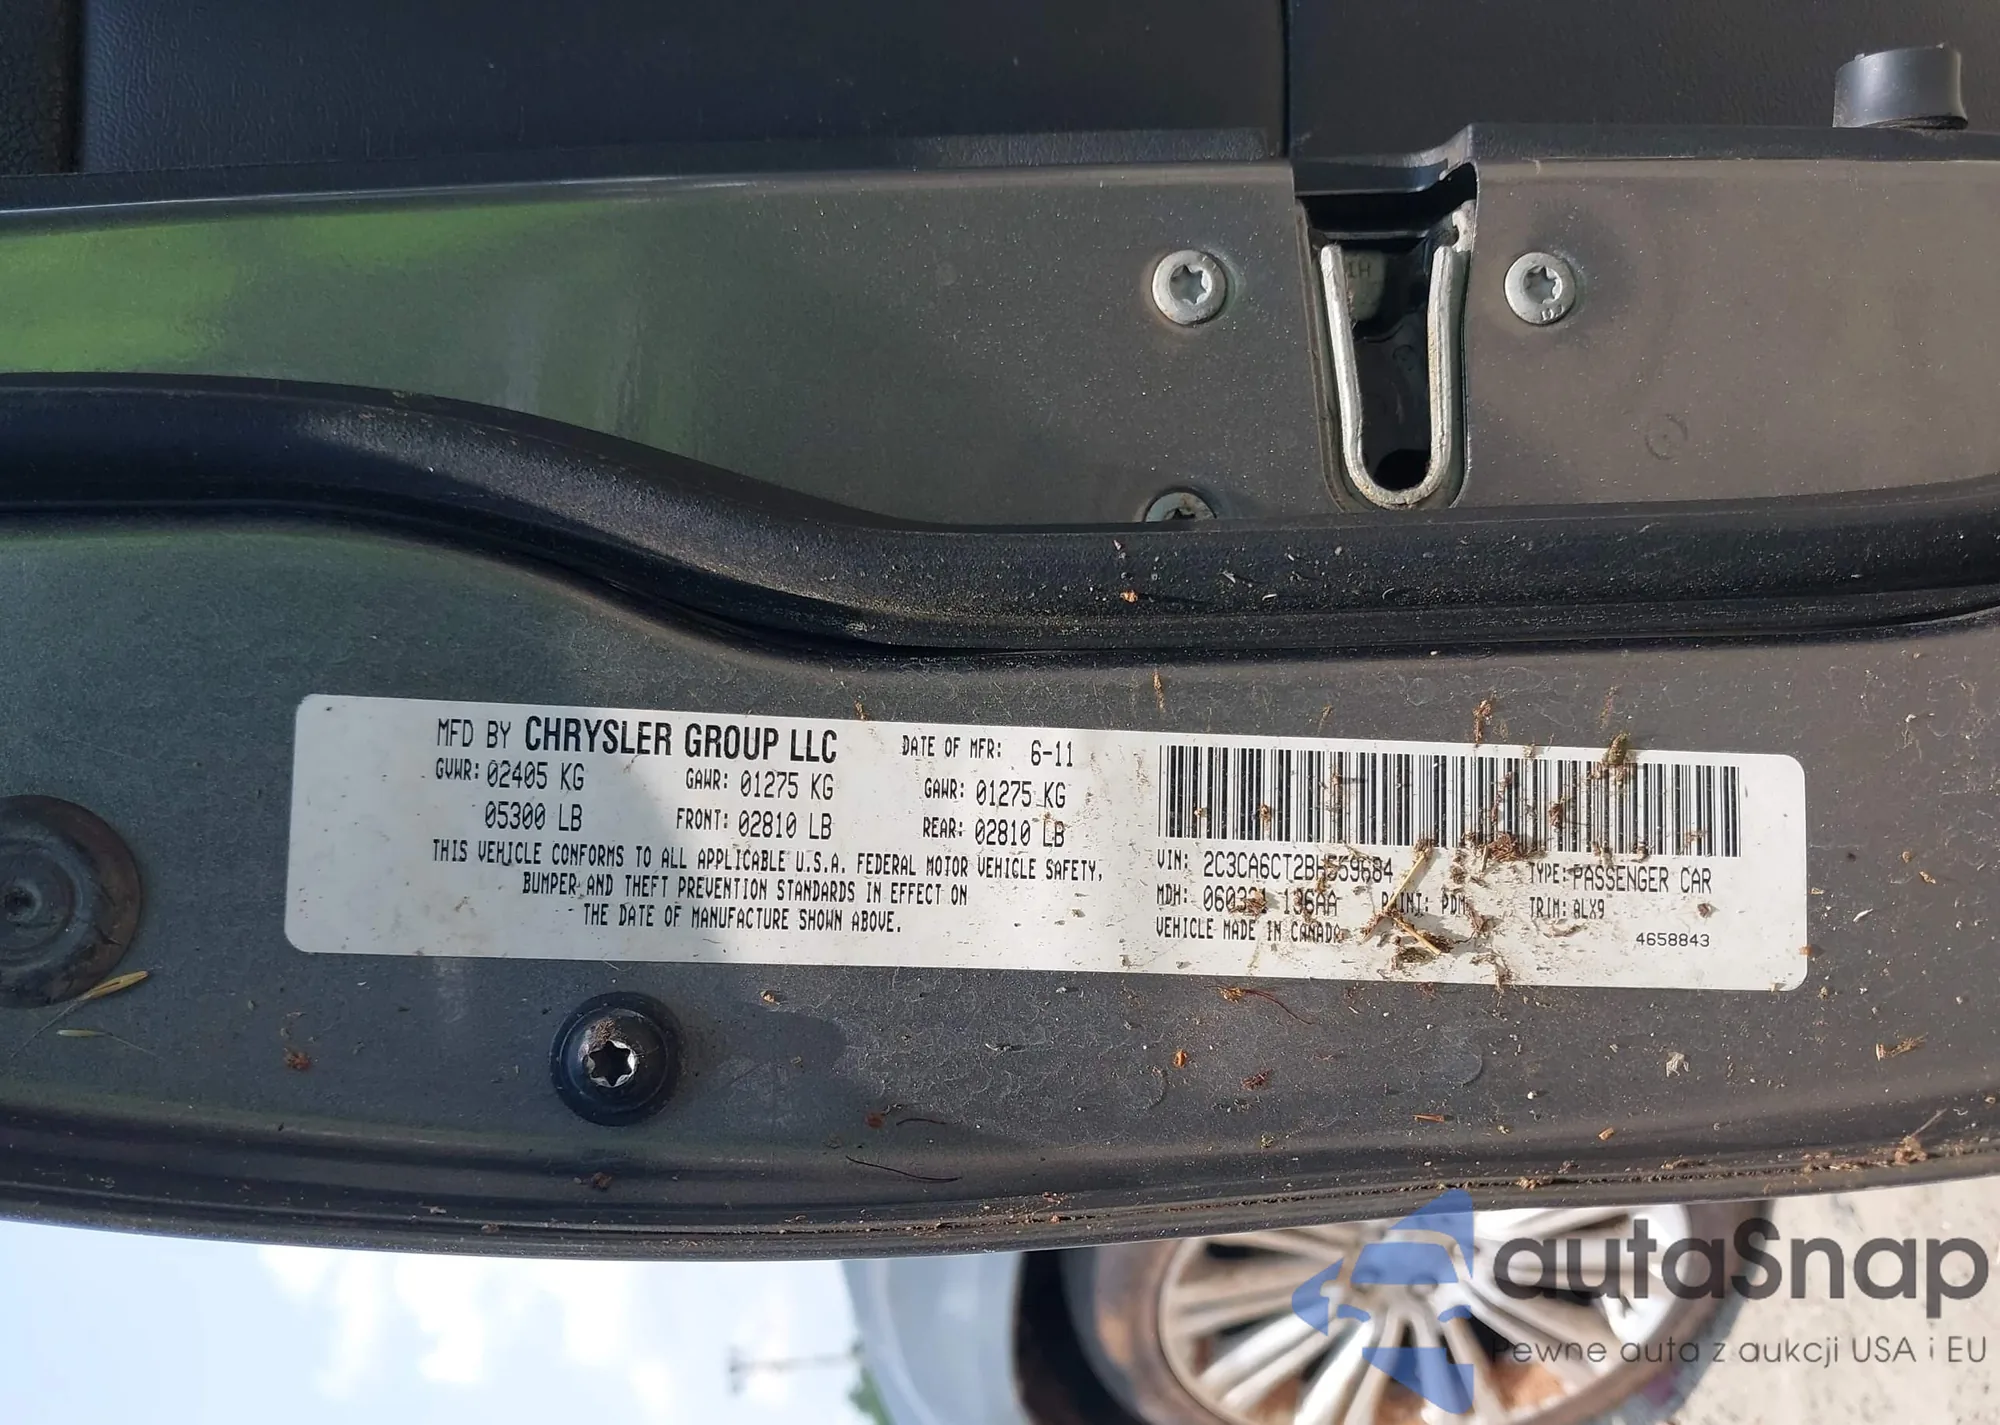 MFD BY CHRYSLER GROUP LLC DATE OF MFR: 6-11
GVWR: 02405 KG GAWR: 01275 KG GAWR: 01275 KG
05300 LB FRONT: 02810 LB REAR: 02810 LB
THIS VEHICLE CONFORMS TO ALL APPLICABLE U.S.A. FEDERAL MOTOR VEHICLE SAFETY,
BUMPER AND THEFT PREVENTION STANDARDS IN EFFECT ON
THE DATE OF MANUFACTURE SHOWN ABOVE.
VIN: 2C3CA6CT2BH559684 TYPE: PASSENGER CAR
MDH: 136AA PAINT: PDM TRIM: ALX9
VEHICLE MADE IN CANADA 4658843
autaSnap
Pewne auta z aukcji USA i EU